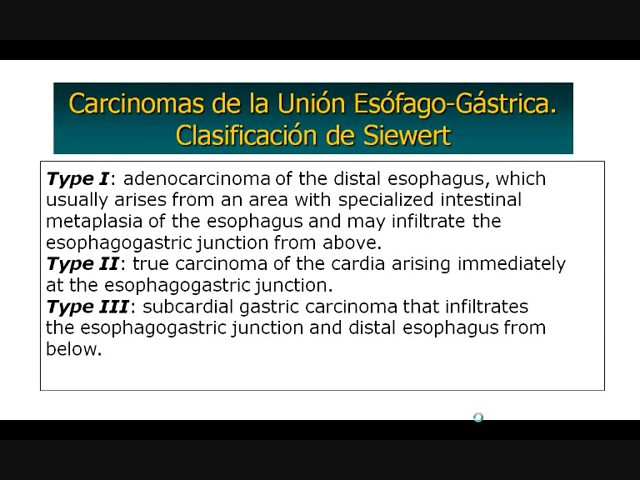 Carcinomas de la Unión Esófago-Gástrica.
Clasificación de Siewert
Type I: adenocarcinoma of the distal esophagus, which
usually arises from an area with specialized intestinal
metaplasia of the esophagus and may infiltrate the
esophagogastric junction from above.
Type II: true carcinoma of the cardia arising immediately
at the esophagogastric junction.
Type III: subcardial gastric carcinoma that infiltrates
the esophagogastric junction and distal esophagus from
below.